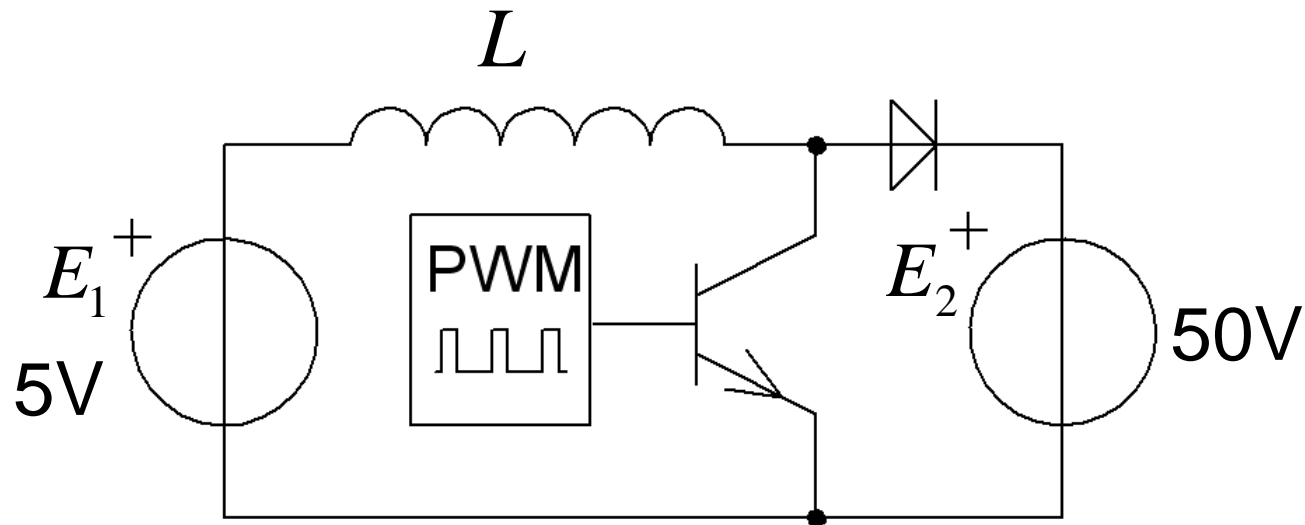 L
E₁ +
5V
PWM
E₂ +
50V